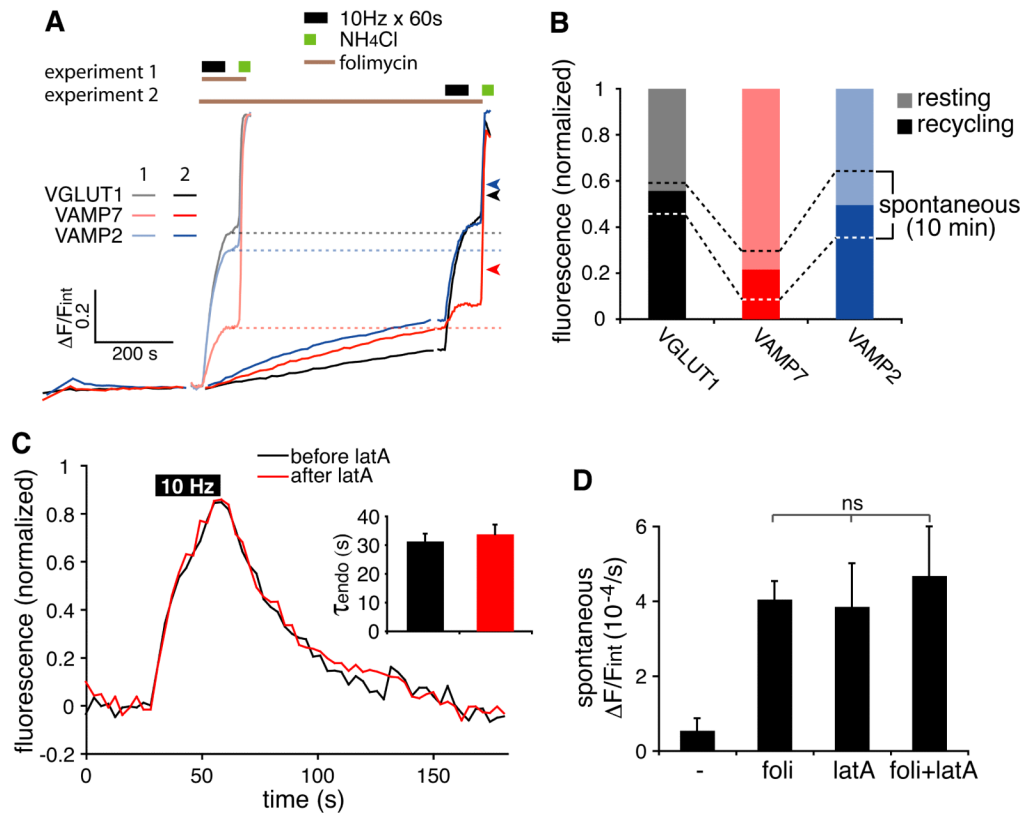 A
10Hz x 60s
NH4Cl
folimycin
experiment 1
experiment 2
1 2
VGLUT1
VAMP7
VAMP2
ΔF/Fint
0.2
200 s
B
fluorescence (normalized)
1
0.8
0.6
0.4
0.2
0
resting
recycling
spontaneous
(10 min)
VGLUT1
VAMP7
VAMP2
C
fluorescence (normalized)
1
0.8
0.6
0.4
0.2
0
-0.2
before latA
after latA
10 Hz
τendo (s)
40
30
20
10
0
0 50 100 150
time (s)
D
ns
spontaneous
ΔF/Fint (10-4/s)
6
4
2
0
- foli latA foli+latA